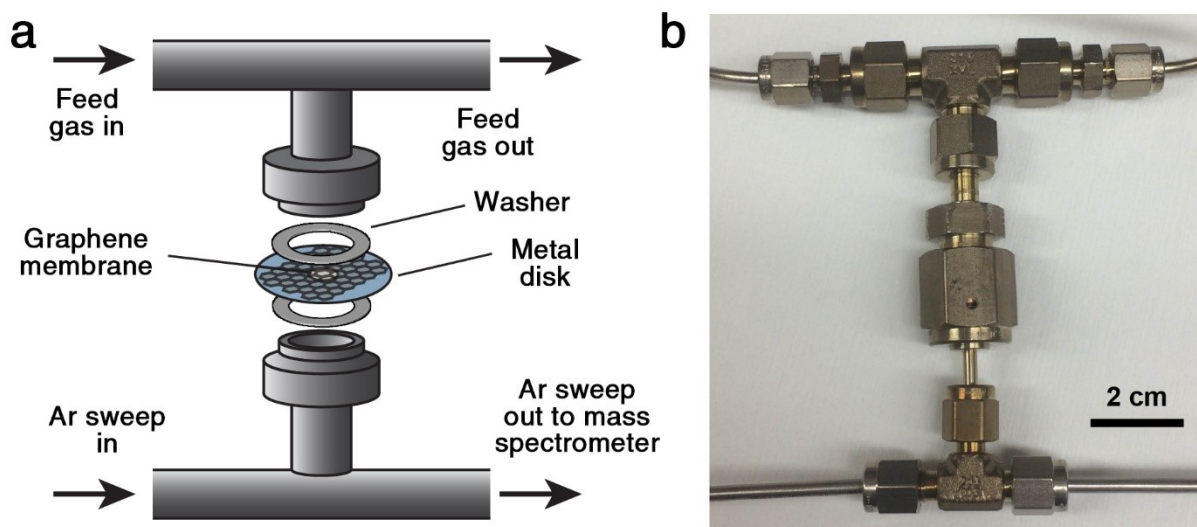 a
Feed
gas in
Feed
gas out
Washer
Graphene
membrane
Metal
disk
Ar sweep
in
Ar sweep
out to mass
spectrometer
b
2 cm